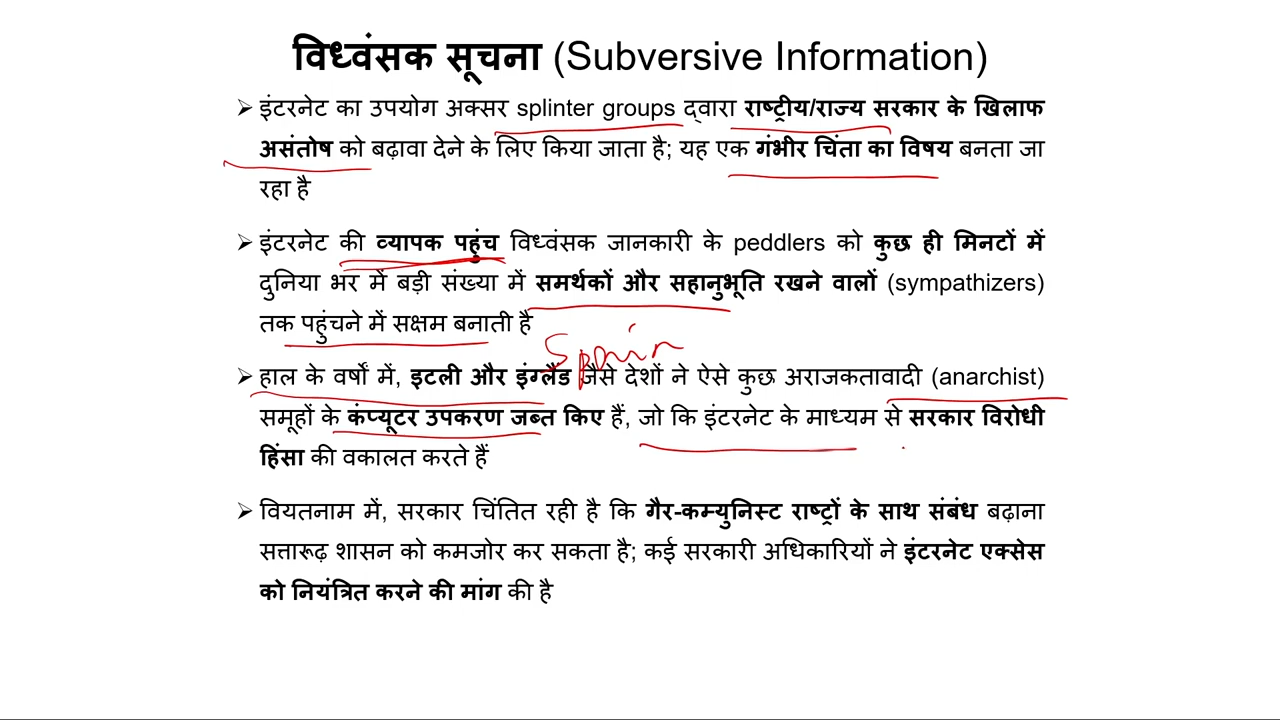 विध्वंसक सूचना (Subversive Information)
➢ इंटरनेट का उपयोग अक्सर splinter groups द्वारा राष्ट्रीय/राज्य सरकार के खिलाफ
असंतोष को बढ़ावा देने के लिए किया जाता है; यह एक गंभीर चिंता का विषय बनता जा
रहा है
➢ इंटरनेट की व्यापक पहुंच विध्वंसक जानकारी के peddlers को कुछ ही मिनटों में
दुनिया भर में बड़ी संख्या में समर्थकों और सहानुभूति रखने वालों (sympathizers)
तक पहुंचने में सक्षम बनाती है
Spain
➢ हाल के वर्षों में, इटली और इंग्लैंड जैसे देशों ने ऐसे कुछ अराजकतावादी (anarchist)
समूहों के कंप्यूटर उपकरण जब्त किए हैं, जो कि इंटरनेट के माध्यम से सरकार विरोधी
हिंसा की वकालत करते हैं
➢ वियतनाम में, सरकार चिंतित रही है कि गैर-कम्युनिस्ट राष्ट्रों के साथ संबंध बढ़ाना
सत्तारूढ़ शासन को कमजोर कर सकता है; कई सरकारी अधिकारियों ने इंटरनेट एक्सेस
को नियंत्रित करने की मांग की है